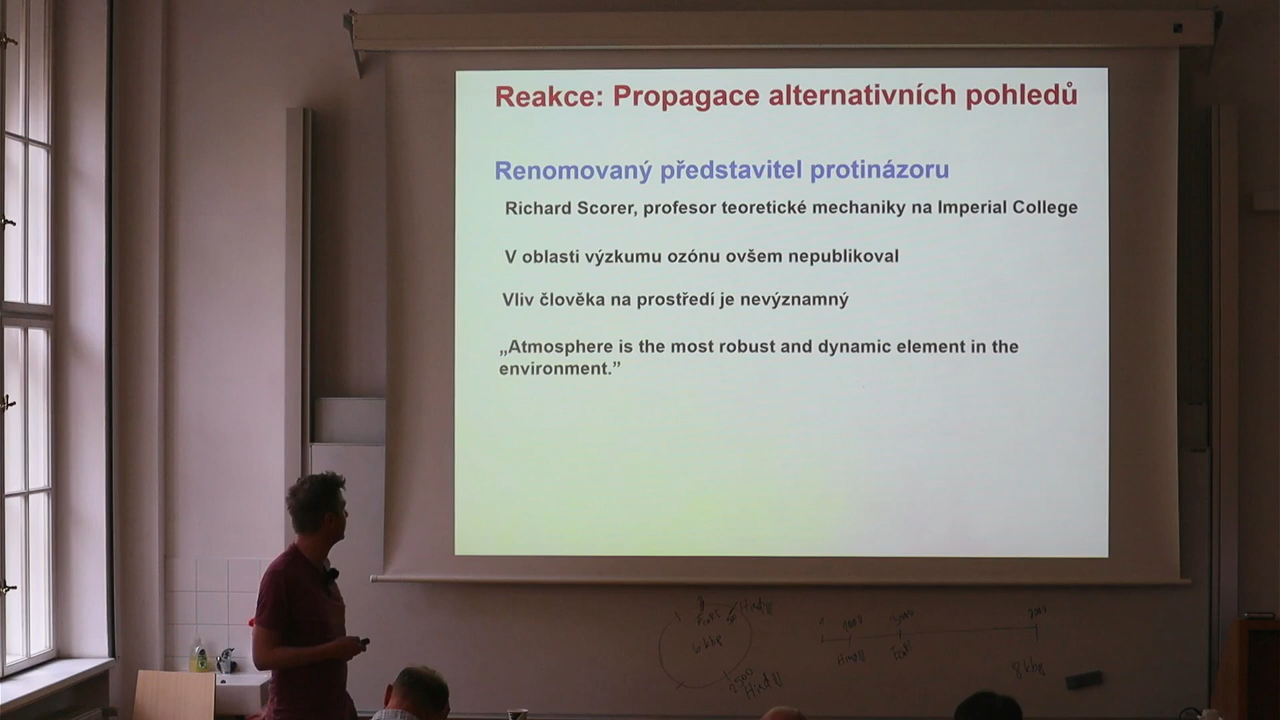 Reakce: Propagace alternativních pohledů
Renomovaný představitel protinázoru
Richard Scorer, profesor teoretické mechaniky na Imperial College
V oblasti výzkumu ozónu ovšem nepublikoval
Vliv člověka na prostředí je nevýznamný
„Atmosphere is the most robust and dynamic element in the
environment.”